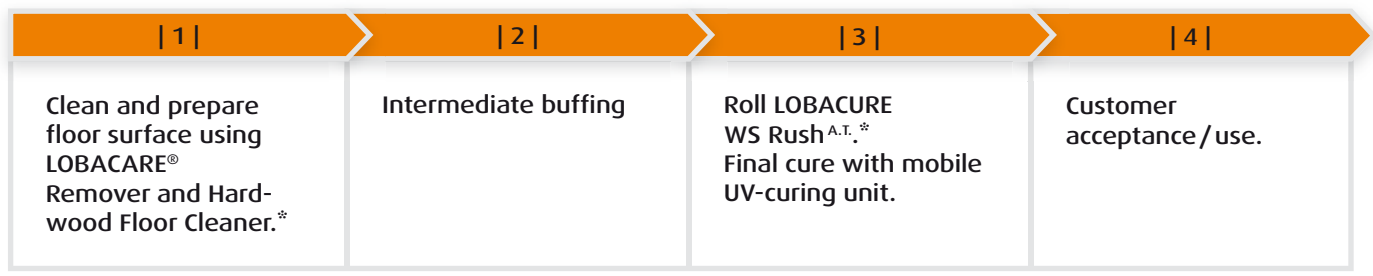 | 1 |
| 2 |
| 3 |
| 4 |
Clean and prepare
floor surface using
LOBACARE®
Remover and Hard-
wood Floor Cleaner.*
Intermediate buffing
Roll LOBACURE
WS Rush A.T.*
Final cure with mobile
UV-curing unit.
Customer
acceptance/use.